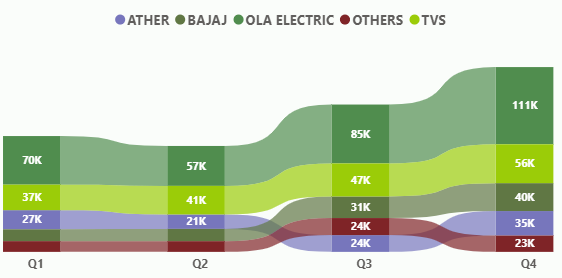 ATHER BAJAJ OLA ELECTRIC OTHERS TVS
111K
85K
70K
57K
56K
47K
37K
41K
40K
31K
27K
21K
35K
24K
24K
23K
Q1 Q2 Q3 Q4